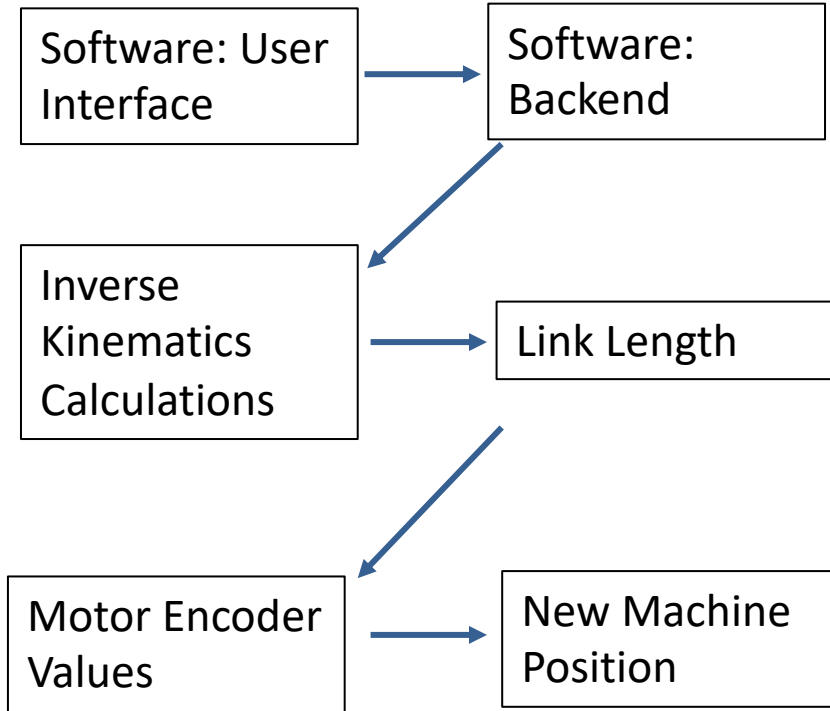 Software: User
Interface
Software:
Backend
Inverse
Kinematics
Calculations
Link Length
Motor Encoder
Values
New Machine
Position